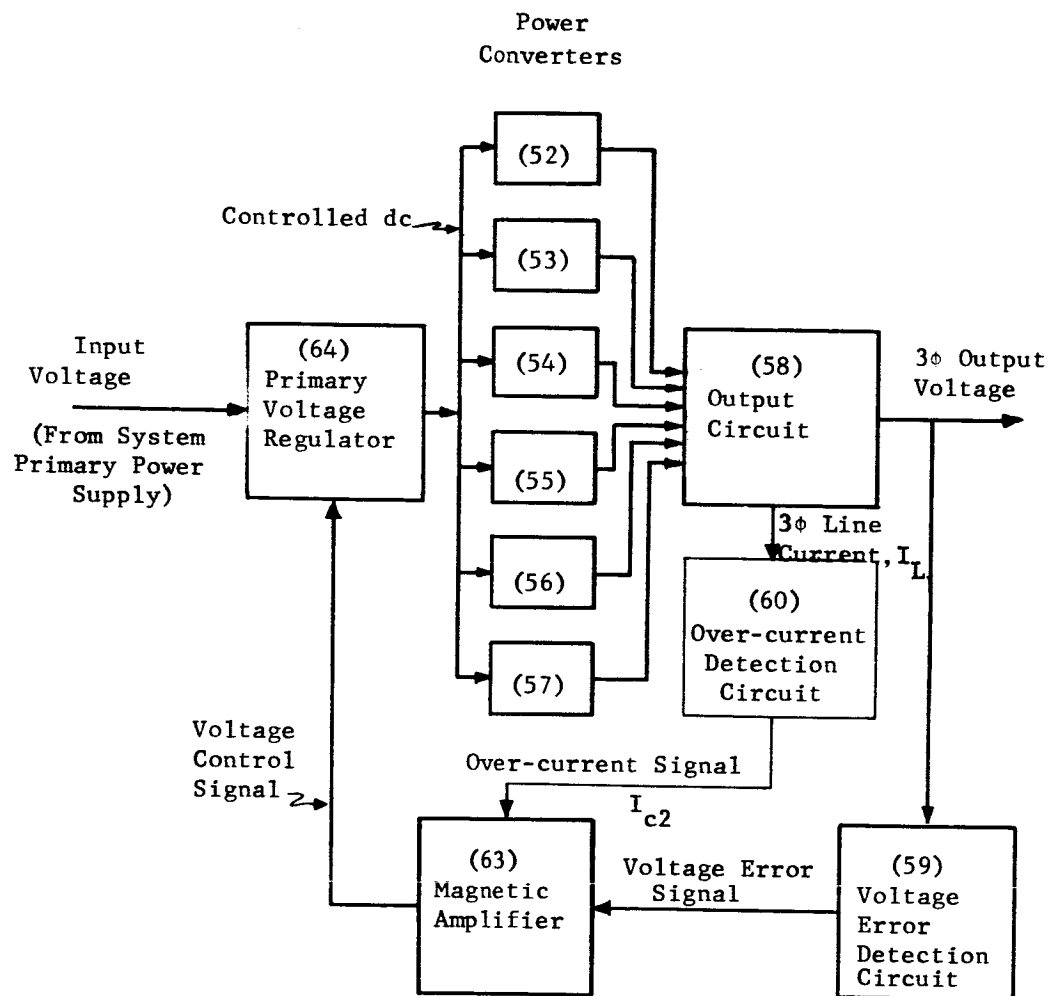 Power
Converters
(52)
Controlled dc
(53)
Input
Voltage
(From System
Primary Power
Supply)
(64)
Primary
Voltage
Regulator
(54)
(58)
Output
Circuit
3φ Output
Voltage
(55)
3φ Line
Current, I_L
(56)
(60)
Over-current
Detection
Circuit
(57)
Voltage
Control
Signal
Over-current Signal
I_c2
(63)
Magnetic
Amplifier
Voltage Error
Signal
(59)
Voltage
Error
Detection
Circuit